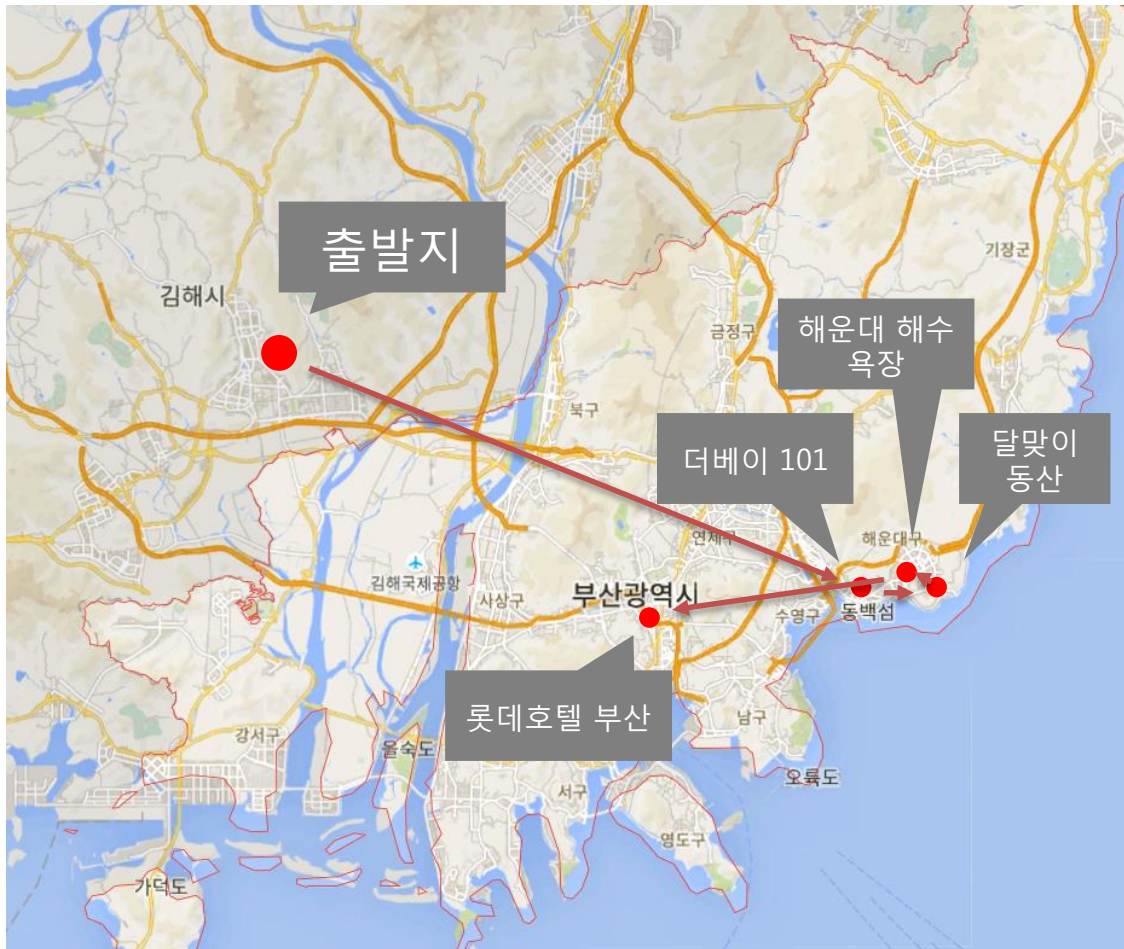 출발지
김해시
기장군
금정구
해운대 해수
욕장
북구
더베이 101
달맞이
동산
연제구
해운대구
김해국제공항
사상구
부산광역시
수영구
동백섬
롯데호텔 부산
남구
강서구
을숙도
오륙도
서구
영도구
가덕도